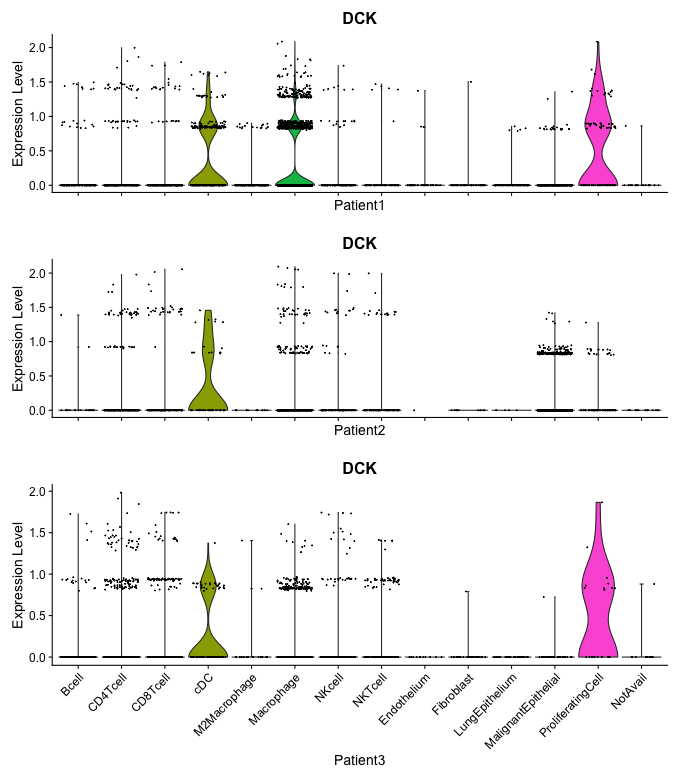 DCK
Expression Level
2.0
1.5
1.0
0.5
0.0
Patient1
DCK
Expression Level
2.0
1.5
1.0
0.5
0.0
Patient2
DCK
Expression Level
2.0
1.5
1.0
0.5
0.0
Bcell
CD4Tcell
CD8Tcell
cDC
M2Macrophage
Macrophage
NKcell
NKTcell
Endothelium
Fibroblast
LungEpithelium
MalignantEpithelial
ProliferatingCell
NotAvail
Patient3